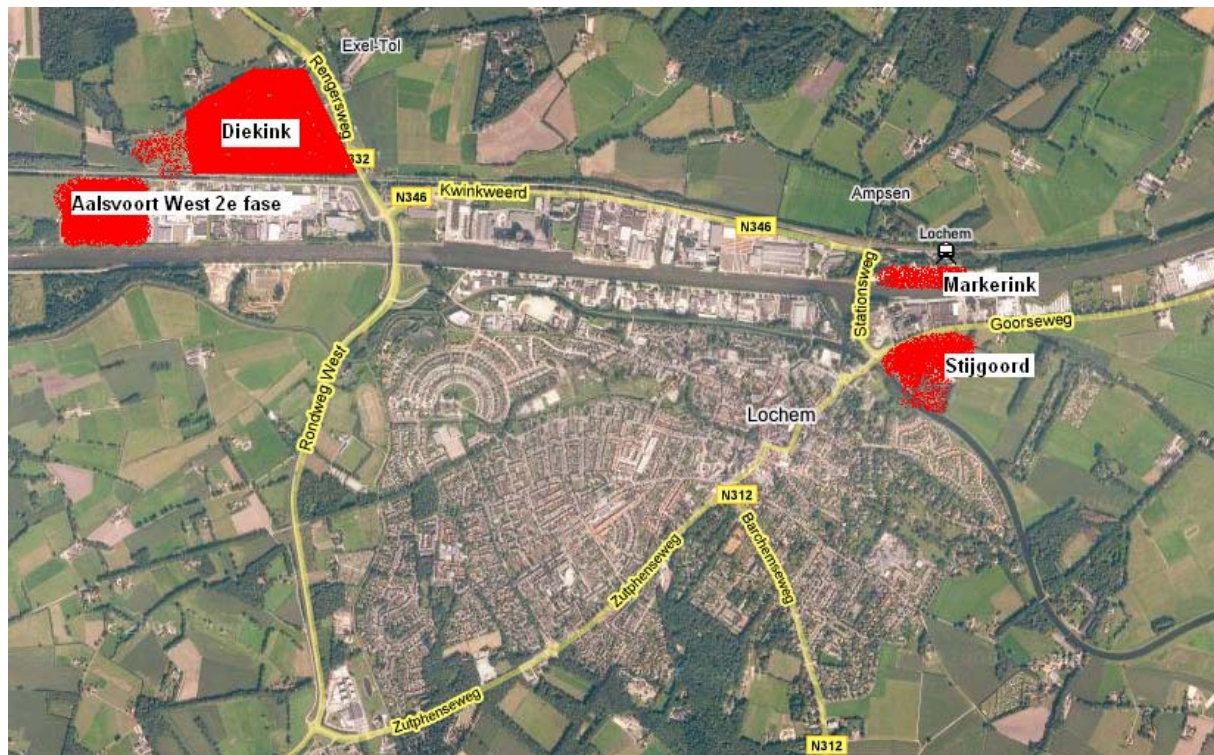 Exel-Tol
Rengersweg
Diekink
332
Aalsvoort West 2e fase
N346
Kwinkweerd
Ampsen
N346
Lochem
Markerink
Stationsweg
Goorseweg
Stijgoord
Rondweg West
Lochem
N312
Barchemseweg
Zutphenseweg
Zutphenseweg
N312